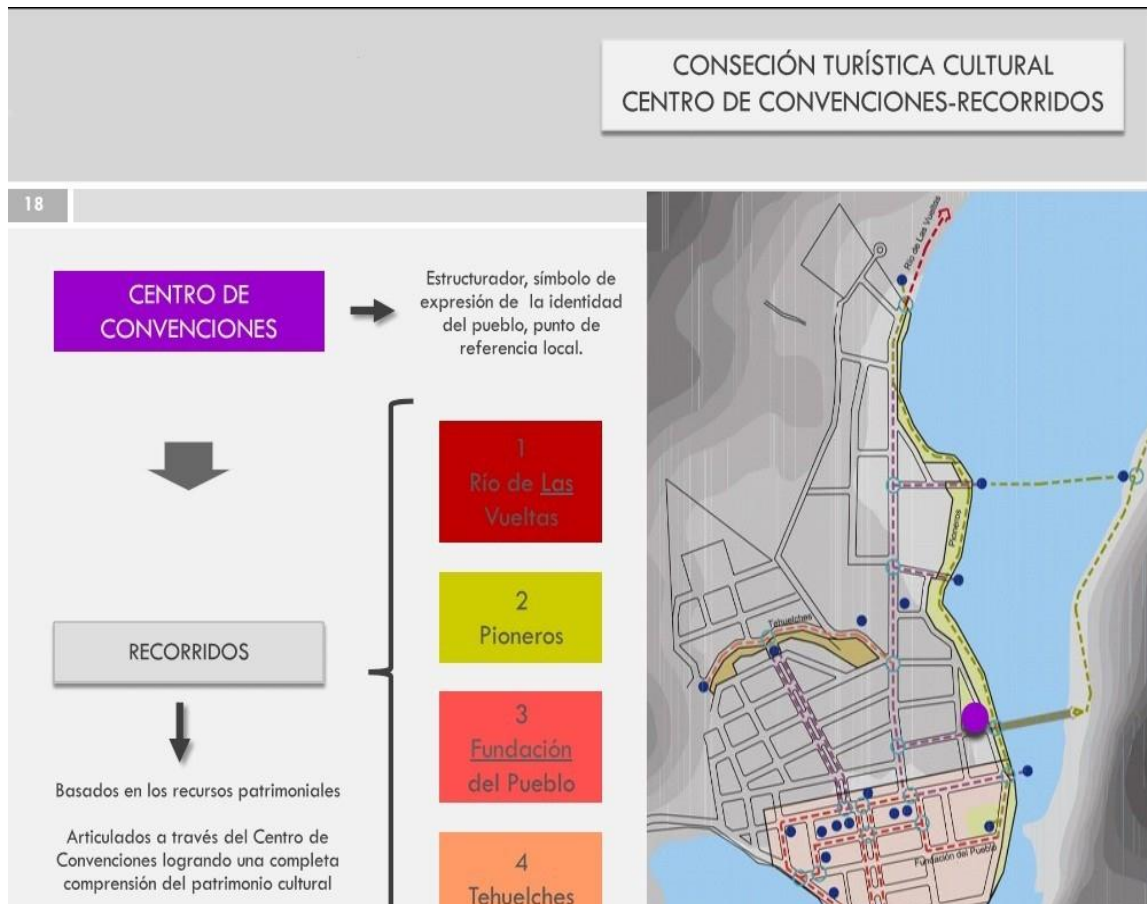 CONSECIÓN TURÍSTICA CULTURAL
CENTRO DE CONVENCIONES-RECORRIDOS
18
CENTRO DE
CONVENCIONES
Estructurador, símbolo de
expresión de la identidad
del pueblo, punto de
referencia local.
1
Río de Las
Vueltas
2
Pioneros
RECORRIDOS
3
Fundación
del Pueblo
Basados en los recursos patrimoniales
Articulados a través del Centro de
Convenciones logrando una completa
comprensión del patrimonio cultural
4
Tehuelches
Río de Las Vueltas
Pioneros
Tehuelches
Fundación del Pueblo